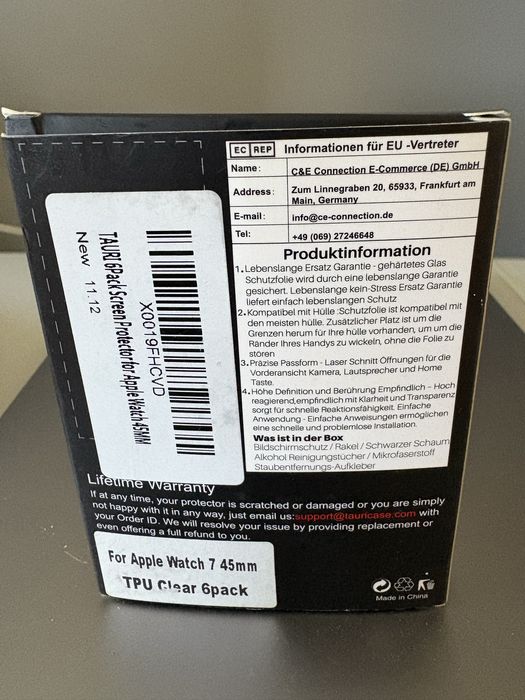 EC REP Informationen für EU -Vertreter
Name: C&E Connection E-Commerce (DE) GmbH
Address: Zum Linnegraben 20, 65933, Frankfurt am
Main, Germany
E-mail: info@ce-connection.de
Tel: +49 (069) 27246648
Produktinformation
1.Lebenslange Ersatz Garantie - gehärtetes Glas
Schutzfolie wird durch eine lebenslange Garantie
gesichert. Lebenslange kein-Stress Ersatz Garantie
liefert einfach lebenslangen Schutz
2.Kompatibel mit Hülle :Schutzfolie ist kompatibel mit
den meisten hülle. Zusätzlicher Platz ist um die
Grenzen herum für Ihre hülle vorhanden, um um die
Ränder Ihres Handys zu wickeln, ohne die Folie zu
stören
3.Präzise Passform - Laser Schnitt Öffnungen für die
Vorderansicht Kamera, Lautsprecher und Home
Taste.
4.Höhe Definition und Berührung Empfindlich - Hoch
reagierend,empfindlich mit Klarheit und Transparenz
sorgt für schnelle Reaktionsfähigkeit. Einfache
Anwendung - Einfache Anweisungen ermöglichen
eine schnelle und problemlose Installation.
Was ist in der Box
Bildschirmschutz / Rakel / Schwarzer Schaum
Alkohol Reinigungstücher / Mikrofaserstoff
Staubentfernungs-Aufkleber
X0019FHCVD
TAURI 6Pack Screen Protector for Apple Watch 45MM
New 11.12
Lifetime Warranty
If at any time, your protector is scratched or damaged or you are simply
not happy with it in any way, just email us:support@tauricase.com with
your Order ID. We will resolve your issue by providing replacement or
even offering a full refund to you.
For Apple Watch 7 45mm
TPU Clear 6pack
Made in China